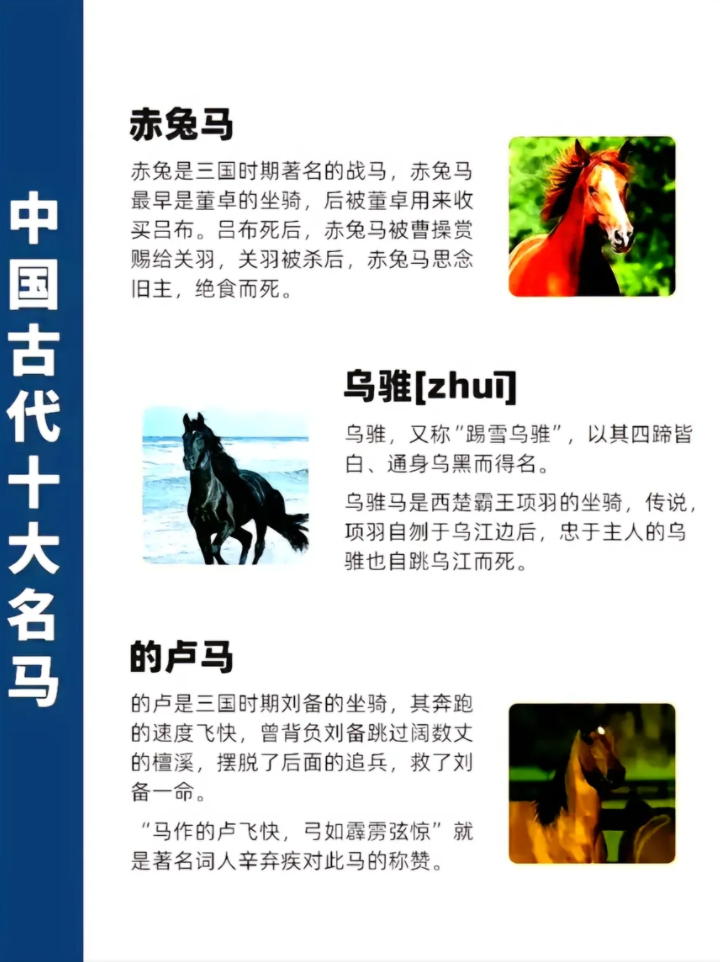 中国古代十大名马
赤兔马
赤兔是三国时期著名的战马，赤兔马
最早是董卓的坐骑，后被董卓用来收
买吕布。吕布死后，赤兔马被曹操赏
赐给关羽，关羽被杀后，赤兔马思念
旧主，绝食而死。
乌骓[zhuī]
乌骓，又称“踢雪乌骓”，以其四蹄皆
白、通身乌黑而得名。
乌骓马是西楚霸王项羽的坐骑，传说，
项羽自刎于乌江边后，忠于主人的乌
骓也自跳乌江而死。
的卢马
的卢是三国时期刘备的坐骑，其奔跑
的速度飞快，曾背负刘备跳过阔数丈
的檀溪，摆脱了后面的追兵，救了刘
备一命。
“马作的卢飞快，弓如霹雳弦惊”就
是著名词人辛弃疾对此马的称赞。